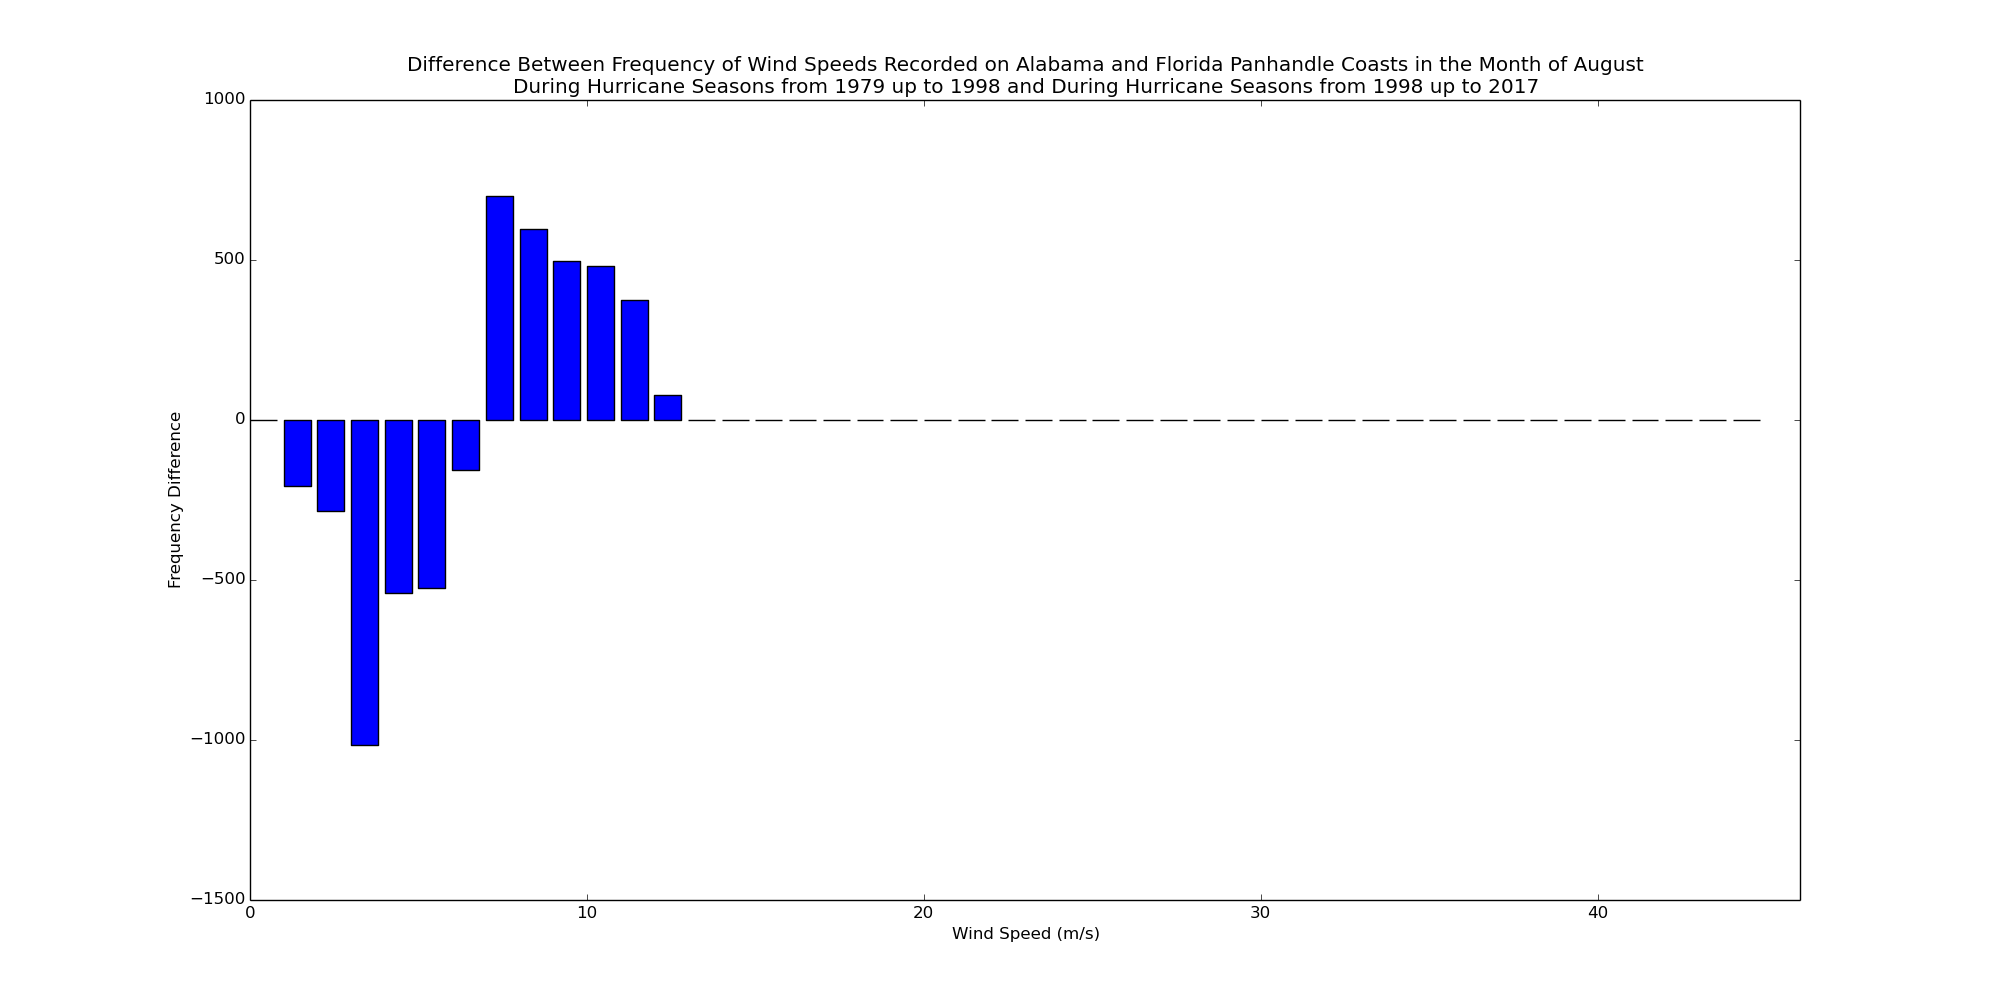 Difference Between Frequency of Wind Speeds Recorded on Alabama and Florida Panhandle Coasts in the Month of August
During Hurricane Seasons from 1979 up to 1998 and During Hurricane Seasons from 1998 up to 2017
1000
500
0
−500
−1000
−1500
Frequency Difference
0 10 20 30 40
Wind Speed (m/s)